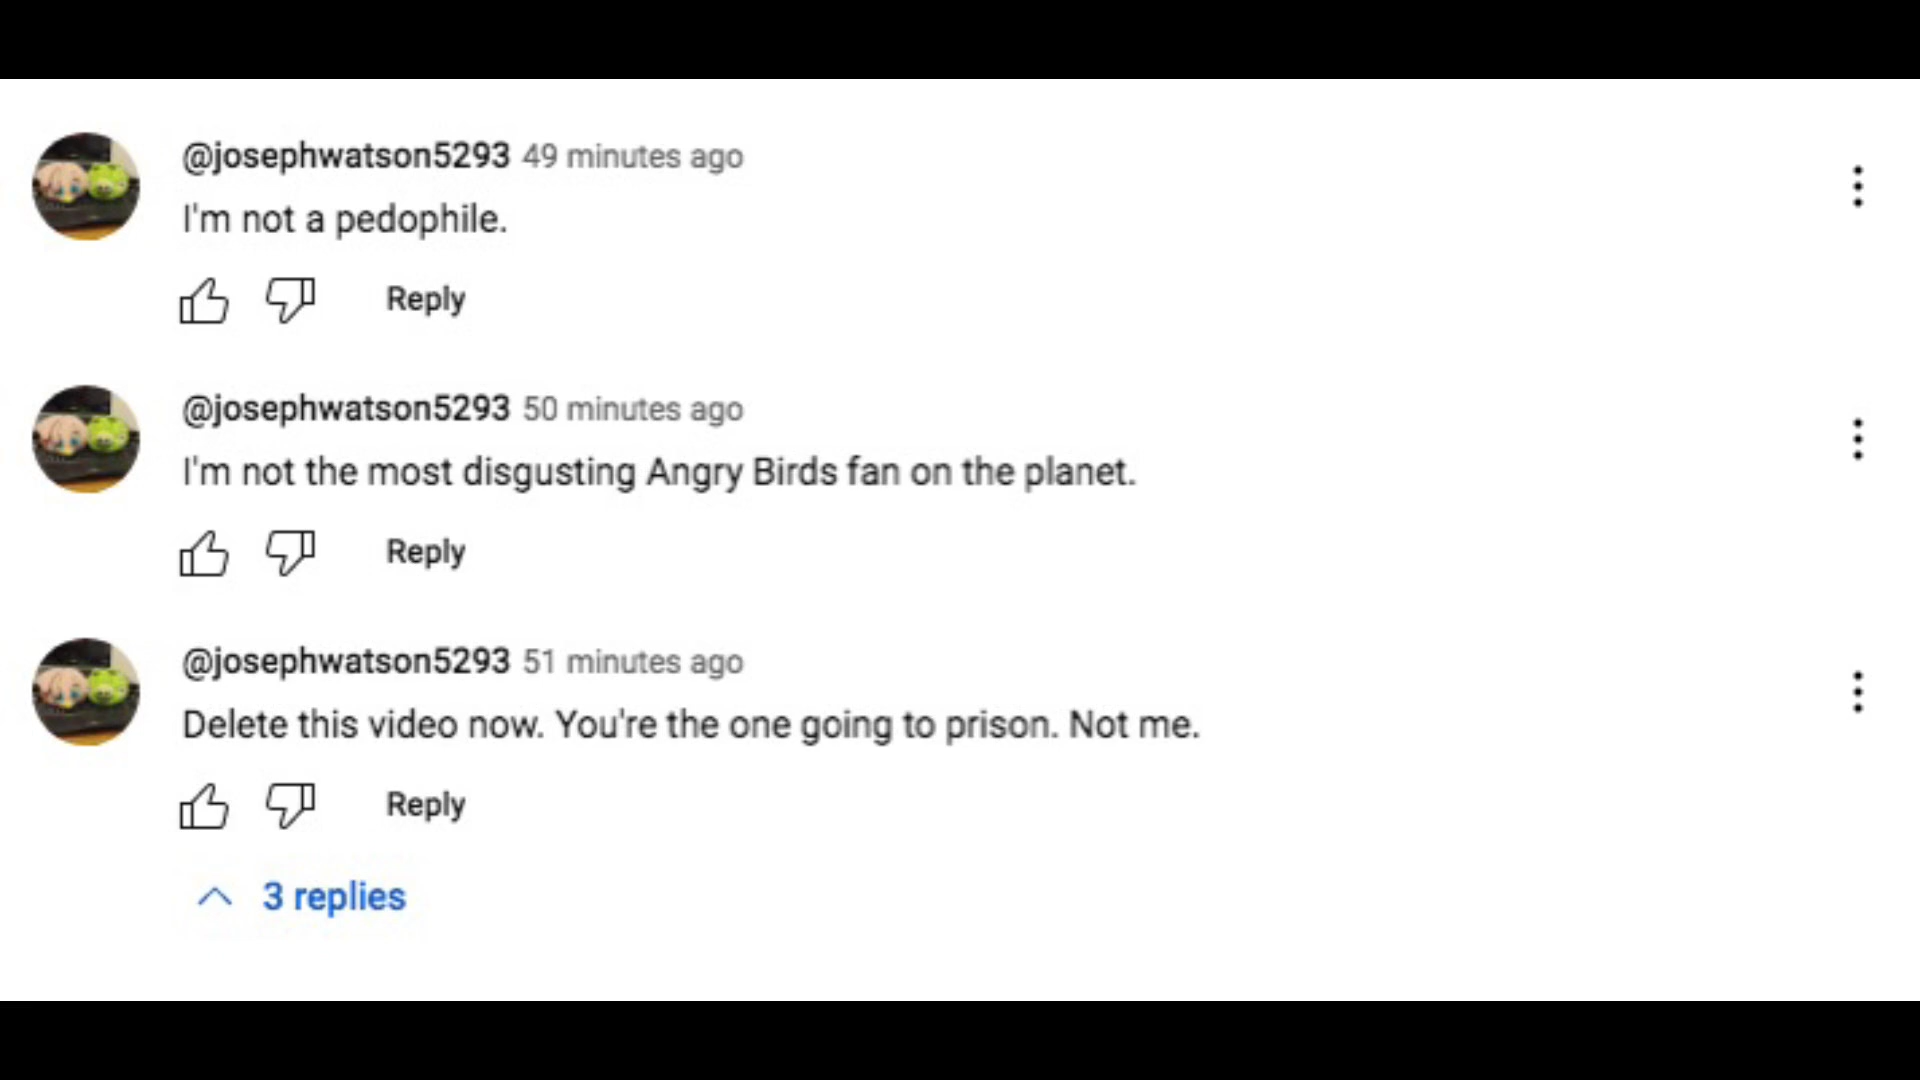 @josephwatson5293 49 minutes ago
I'm not a pedophile.
Reply
@josephwatson5293 50 minutes ago
I'm not the most disgusting Angry Birds fan on the planet.
Reply
@josephwatson5293 51 minutes ago
Delete this video now. You're the one going to prison. Not me.
Reply
3 replies